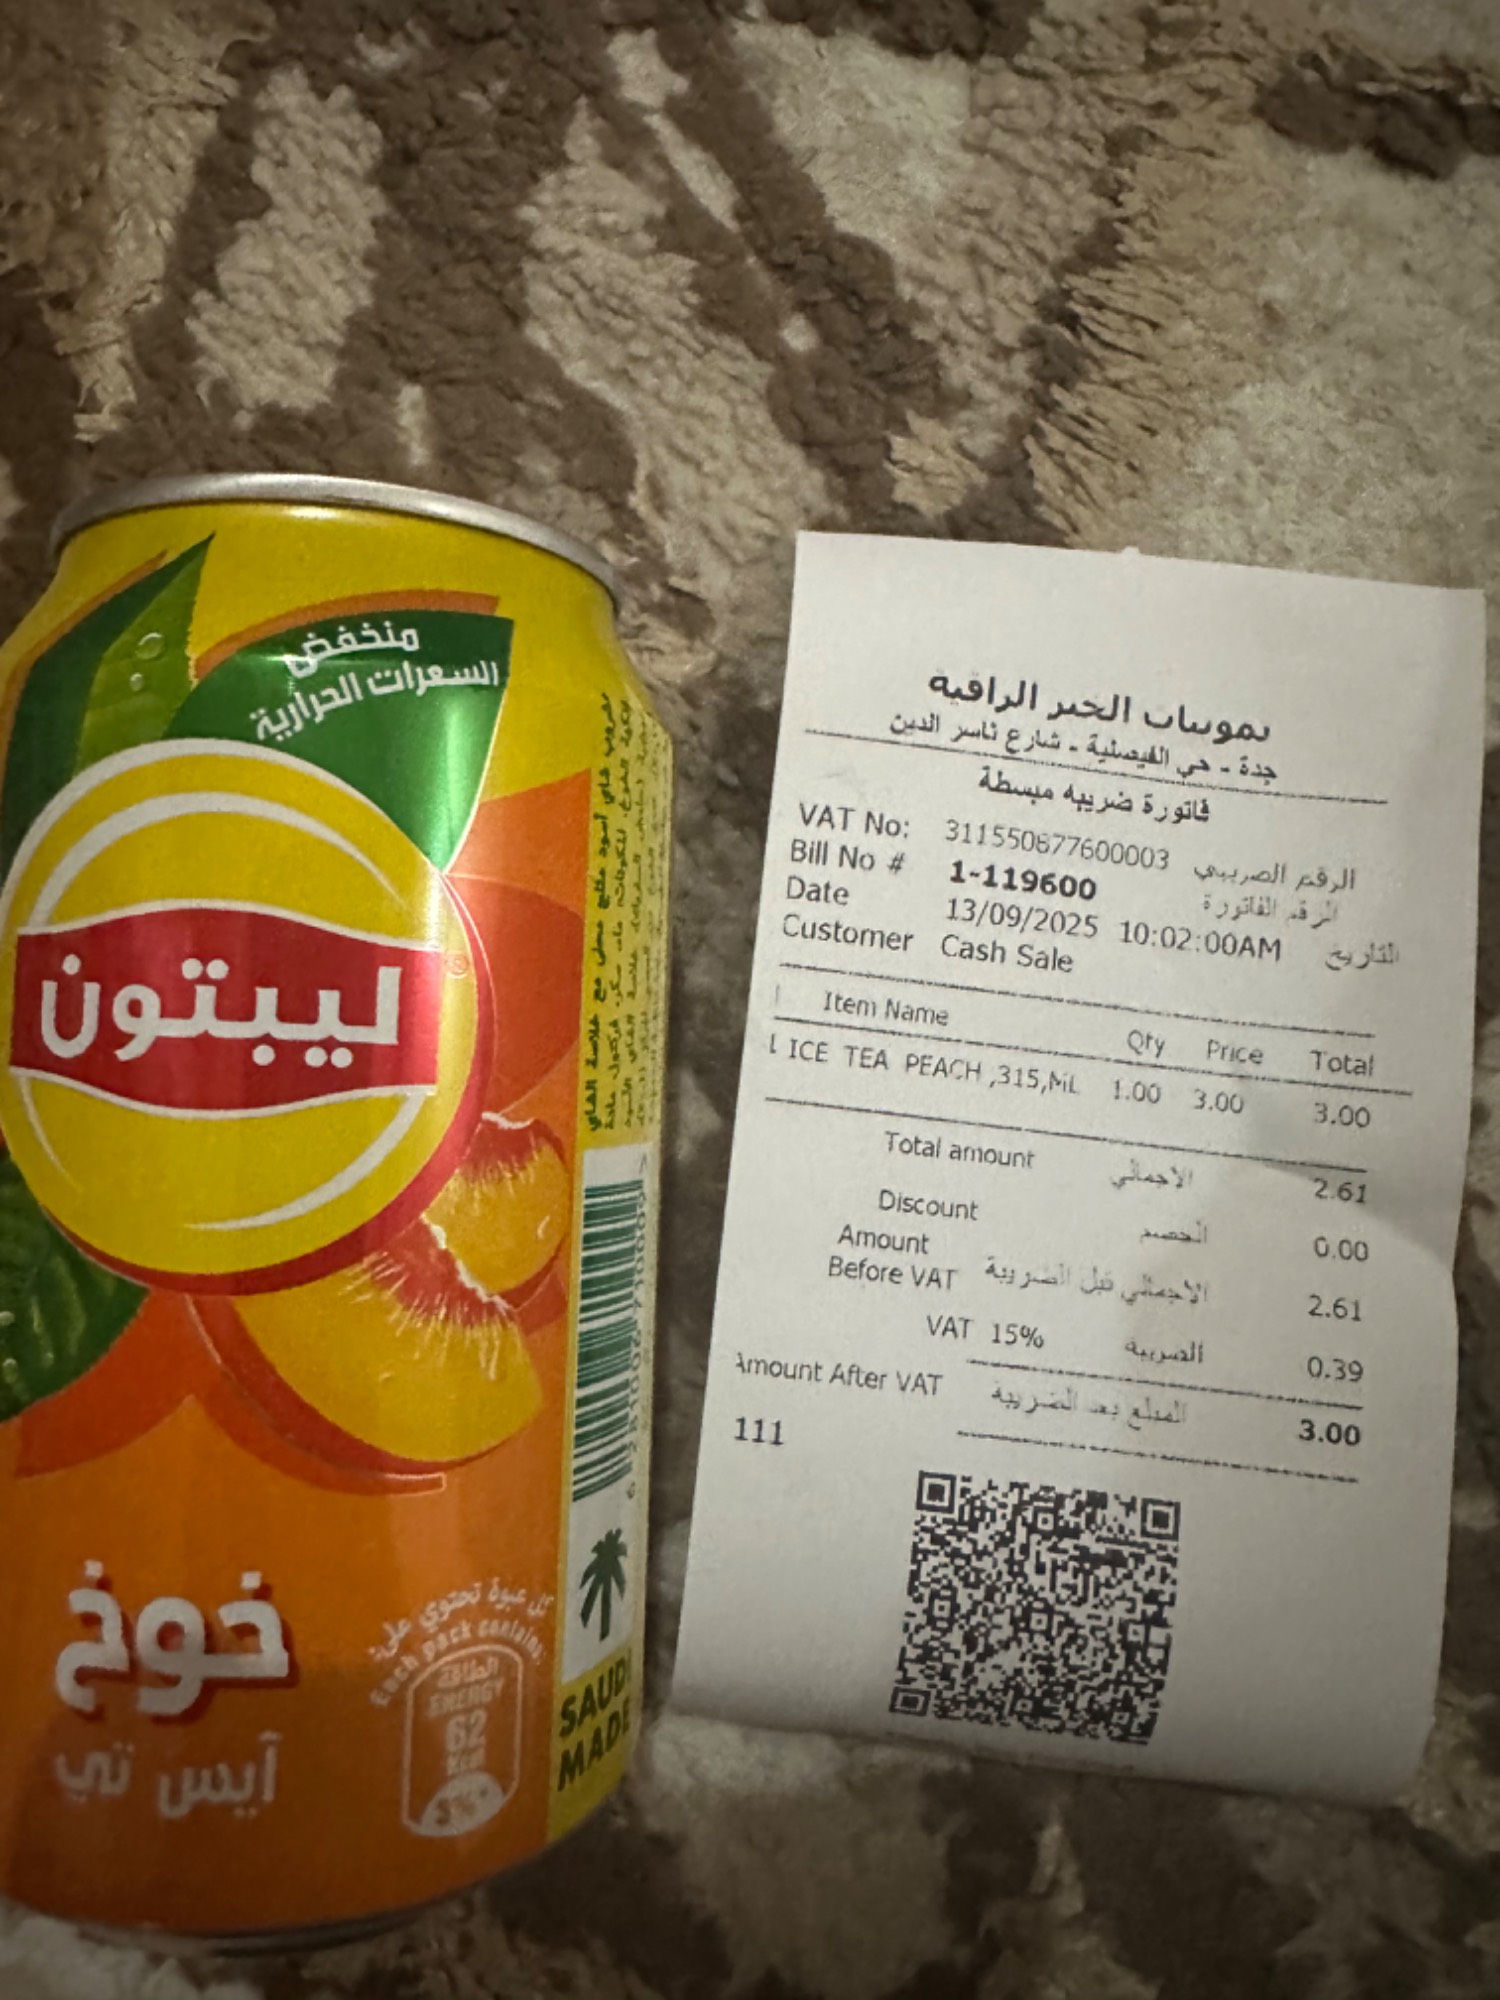 منخفض
السعرات الحرارية
ليبتون
®
خوخ
آيس تي
كل عبوة تحتوي على:
Each pack contains:
الطاقة
ENERGY
62
3%*
SAUDI
MADE
تموينات الخبر الراقية
جدة - حي الفيصلية - شارع ناصر الدين
فاتورة ضريبه مبسطة
VAT No: 311550877600003 الرقم الضريبي
Bill No # 1-119600 الرقم الفاتورة
Date 13/09/2025 10:02:00AM التاريخ
Customer Cash Sale
Item Name Qty Price Total
ICE TEA PEACH ,315,ML 1.00 3.00 3.00
Total amount الاجمالي 2.61
Discount الخصم 0.00
Amount
Before VAT الاجمالي قبل الضريبة 2.61
VAT 15% الضريبة 0.39
Amount After VAT المبلغ بعد الضريبة 3.00
111